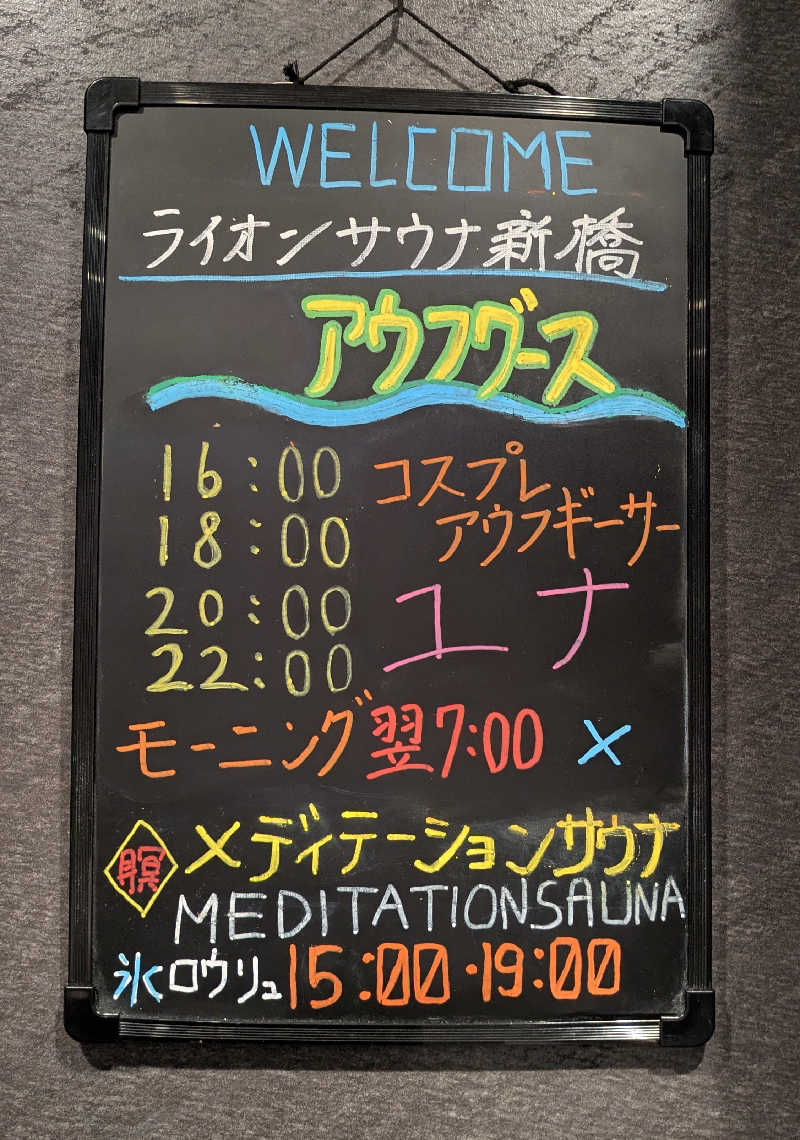 WELCOME
ライオンサウナ新橋
アウフグース
16:00 コスプレ
18:00 アウフギーサー
20:00 ユナ
22:00
モーニング 翌7:00 ×
瞑 メディテーションサウナ
MEDITATIONSAUNA
氷ロウリュ 15:00・19:00